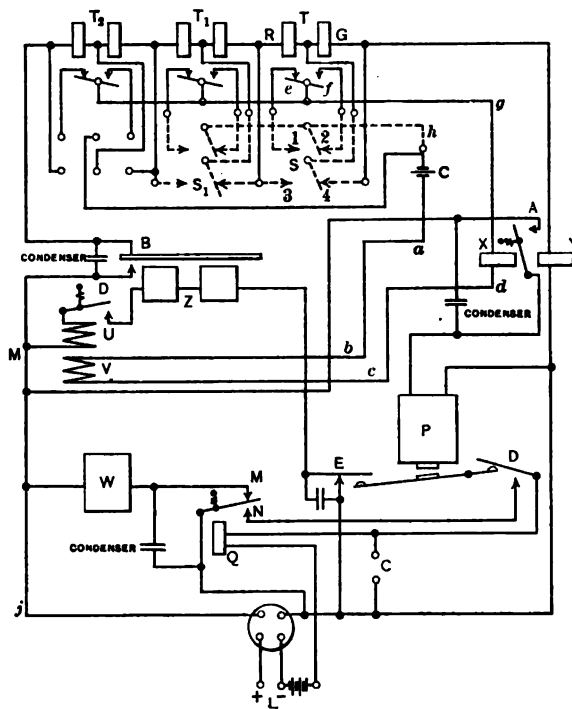 T₂ T₁ R T G
e f
g
1 2 h
S₁ 3 S 4 C
A
CONDENSER B
a
X Y
D Z
d
CONDENSER
M U
b
V c
P
E D
W M
N
CONDENSER
Q C
j
+ L -